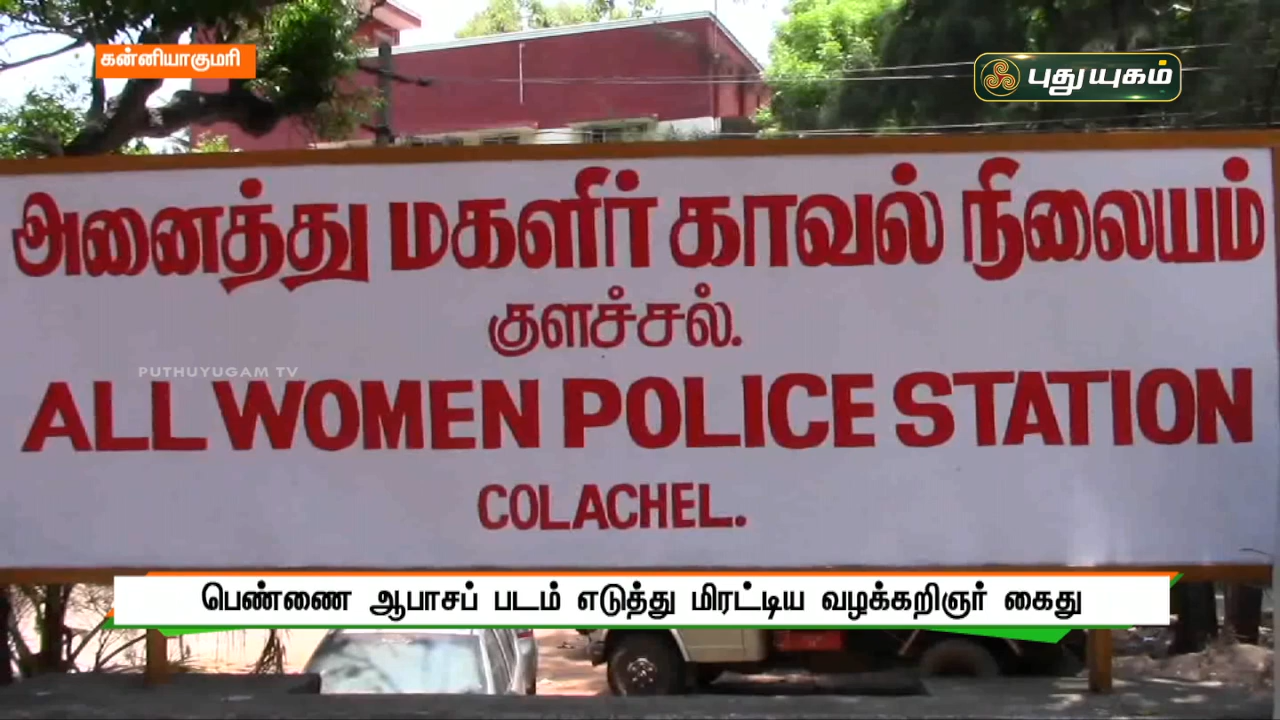 கன்னியாகுமரி
புதுயுகம்
அனைத்து மகளிர் காவல் நிலையம்
குளச்சல்.
PUTHUYUGAM TV
ALL WOMEN POLICE STATION
COLACHEL.
பெண்ணை ஆபாசப் படம் எடுத்து மிரட்டிய வழக்கறிஞர் கைது